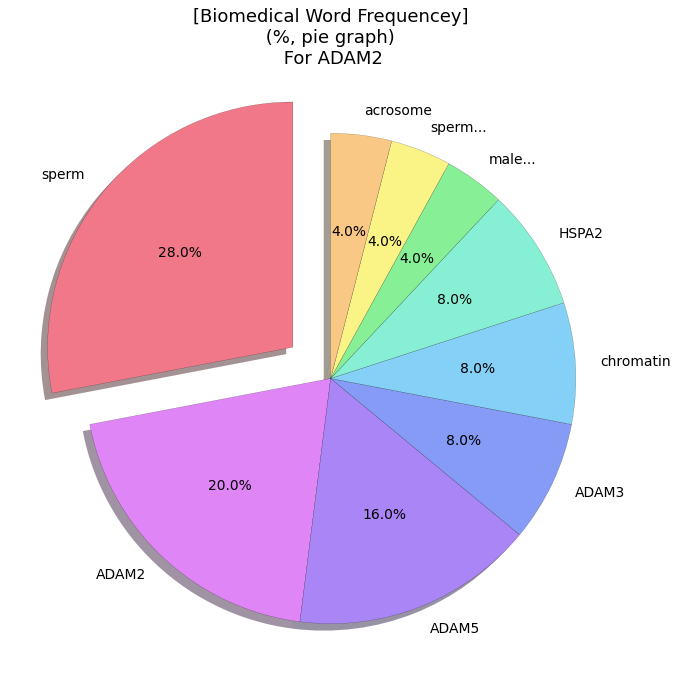 [Biomedical Word Frequencey]
(%, pie graph)
For ADAM2
acrosome
sperm...
male...
sperm
HSPA2
4.0%
4.0%
28.0%
4.0%
8.0%
chromatin
8.0%
8.0%
20.0%
ADAM3
16.0%
ADAM2
ADAM5